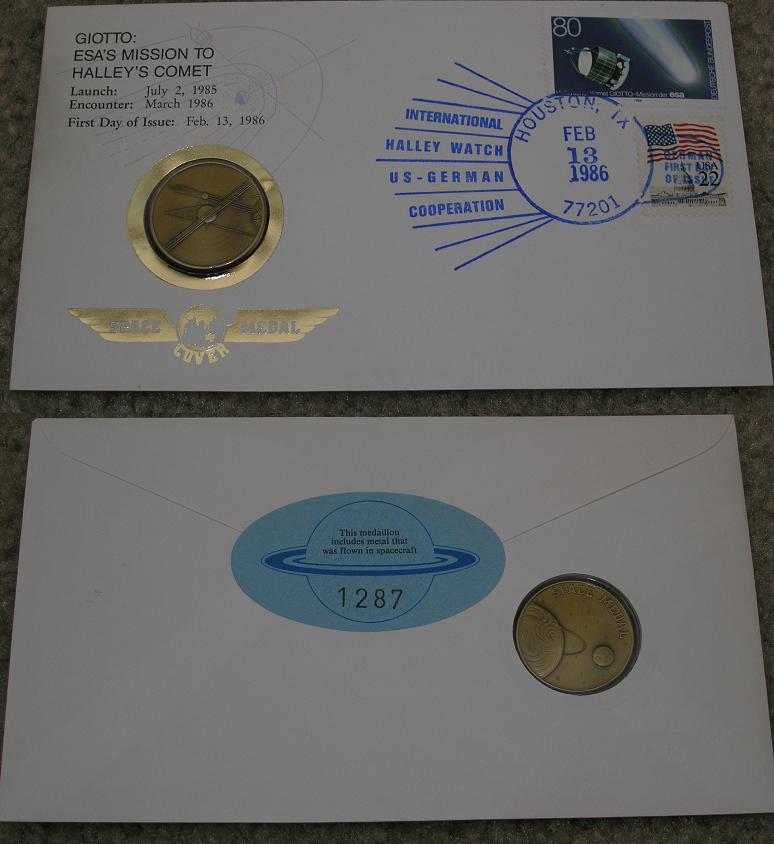 GIOTTO:
ESA'S MISSION TO
HALLEY'S COMET
Launch: July 2, 1985
Encounter: March 1986
First Day of Issue: Feb. 13, 1986
SPACE MEDAL
COVER
INTERNATIONAL
HALLEY WATCH
US-GERMAN
COOPERATION
HOUSTON, TX
FEB
13
1986
77201
80
Komet GIOTTO-Mission der esa
DEUTSCHE BUNDESPOST
1986
GERMAN
FIRST DAY
OF ISSUE
USA
22
This medallion
includes metal that
was flown in spacecraft
1287
SPACE MEDAL